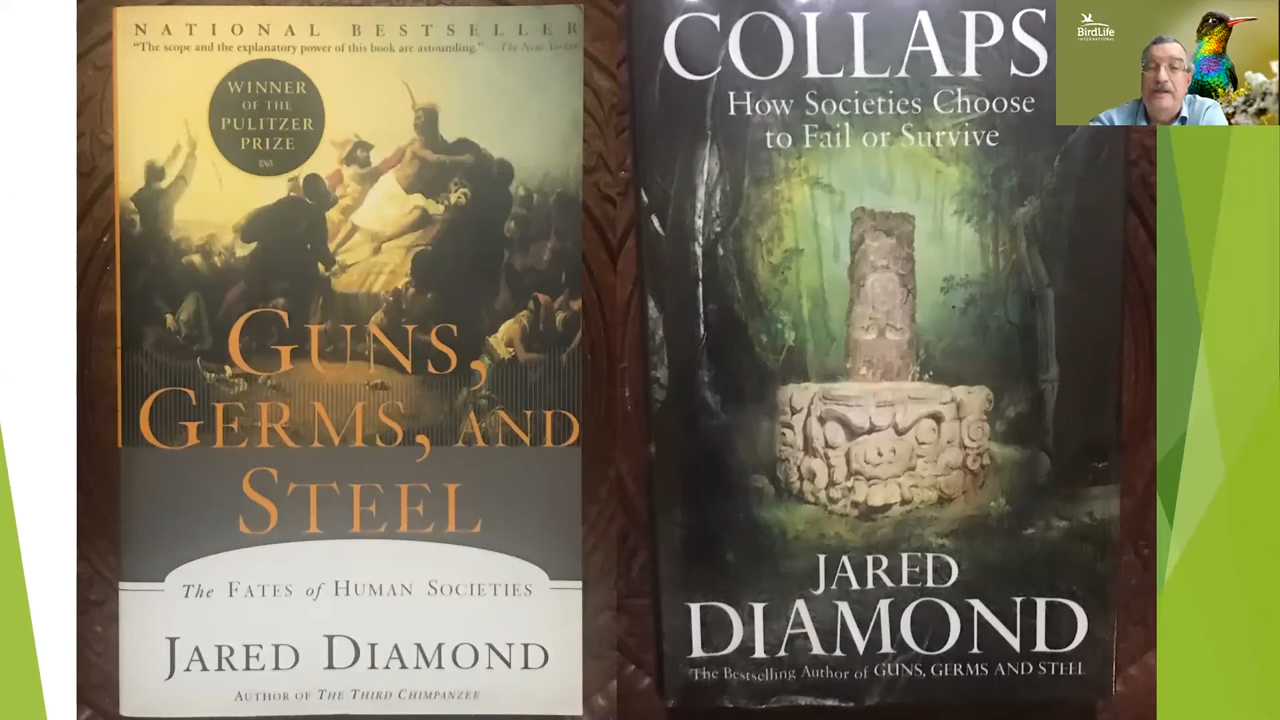 NATIONAL BESTSELLER
"The scope and the explanatory power of this book are astounding." The New Yorker
WINNER
OF THE
PULITZER
PRIZE
GUNS,
GERMS, AND
STEEL
The FATES of HUMAN SOCIETIES
JARED DIAMOND
AUTHOR OF THE THIRD CHIMPANZEE
COLLAPS
How Societies Choose
to Fail or Survive
JARED
DIAMOND
The Bestselling Author of GUNS, GERMS AND STEEL
BirdLife
INTERNATIONAL